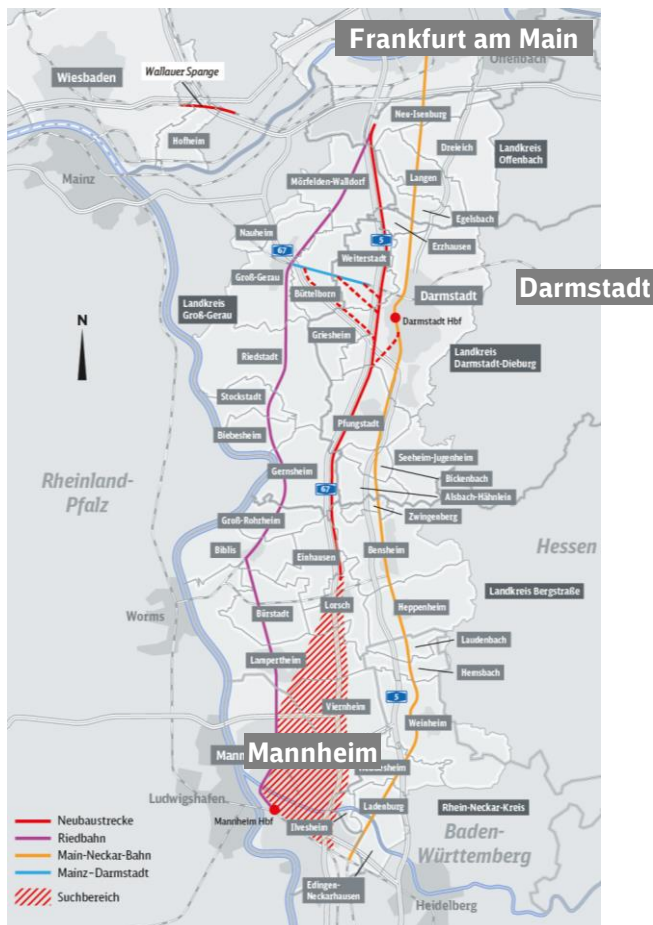 Frankfurt am Main
Offenbach
Wiesbaden
Wallauer Spange
Neu-Isenburg
Hofheim
Dreieich
Landkreis
Offenbach
Mainz
Langen
Mörfelden-Walldorf
Egelsbach
Nauheim
5
Erzhausen
67
Weiterstadt
Groß-Gerau
Büttelborn
Darmstadt
Darmstadt
Landkreis
Groß-Gerau
N
Darmstadt Hbf
Griesheim
Riedstadt
Landkreis
Darmstadt-Dieburg
Stockstadt
Pfungstadt
Biebesheim
Seeheim-Jugenheim
Gernsheim
Bickenbach
Rheinland-
Pfalz
67
Alsbach-Hähnlein
Groß-Rohrheim
Zwingenberg
Biblis
Einhausen
Bensheim
Hessen
Landkreis Bergstraße
Worms
Bürstadt
Lorsch
Heppenheim
Laudenbach
Lampertheim
Hemsbach
5
Viernheim
Weinheim
Mannheim
Ludwigshafen
Mannheim Hbf
Ladenburg
Rhein-Neckar-Kreis
Ilvesheim
Baden-
Württemberg
Edingen-
Neckarhausen
Heidelberg
Neubaustrecke
Riedbahn
Main-Neckar-Bahn
Mainz–Darmstadt
Suchbereich